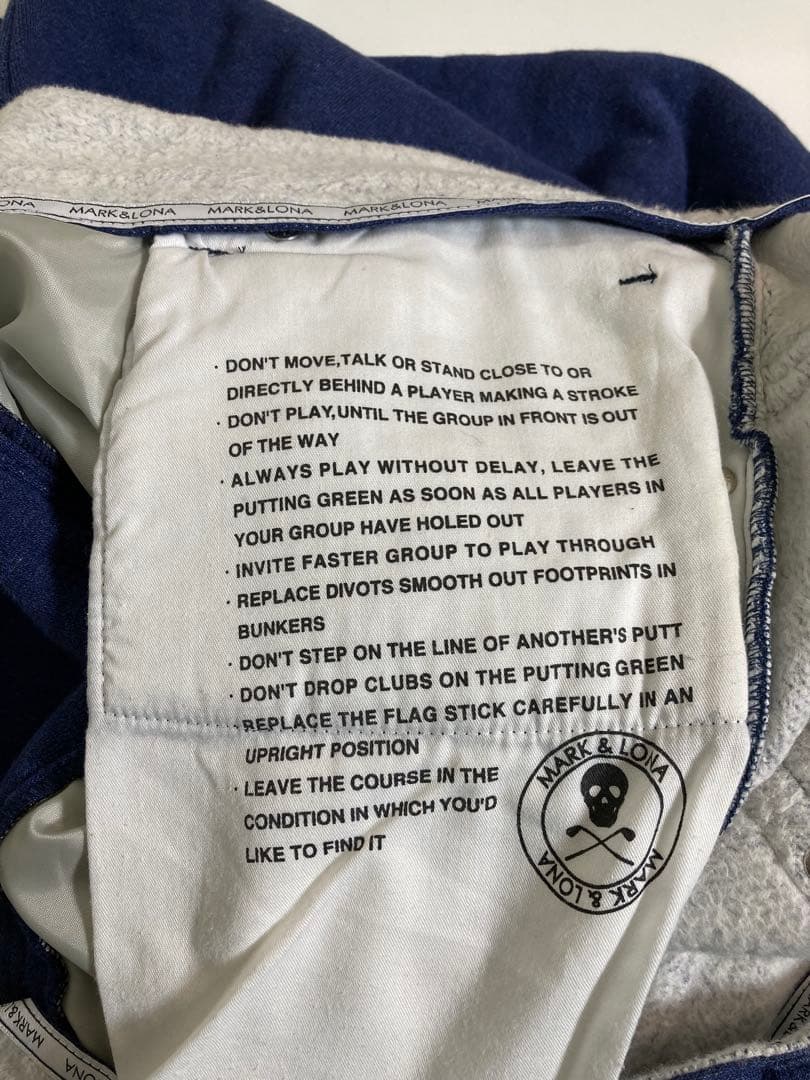 ONA MARK&LONA MARK&LONA MARK&LONA
· DON'T MOVE,TALK OR STAND CLOSE TO OR
DIRECTLY BEHIND A PLAYER MAKING A STROKE
· DON'T PLAY,UNTIL THE GROUP IN FRONT IS OUT
OF THE WAY
· ALWAYS PLAY WITHOUT DELAY, LEAVE THE
PUTTING GREEN AS SOON AS ALL PLAYERS IN
YOUR GROUP HAVE HOLED OUT
· INVITE FASTER GROUP TO PLAY THROUGH
· REPLACE DIVOTS SMOOTH OUT FOOTPRINTS IN
BUNKERS
· DON'T STEP ON THE LINE OF ANOTHER'S PUTT
· DON'T DROP CLUBS ON THE PUTTING GREEN
· REPLACE THE FLAG STICK CAREFULLY IN AN
UPRIGHT POSITION
· LEAVE THE COURSE IN THE
CONDITION IN WHICH YOU'D
LIKE TO FIND IT
MARK & LONA
MARK & LONA
MARK&LONA